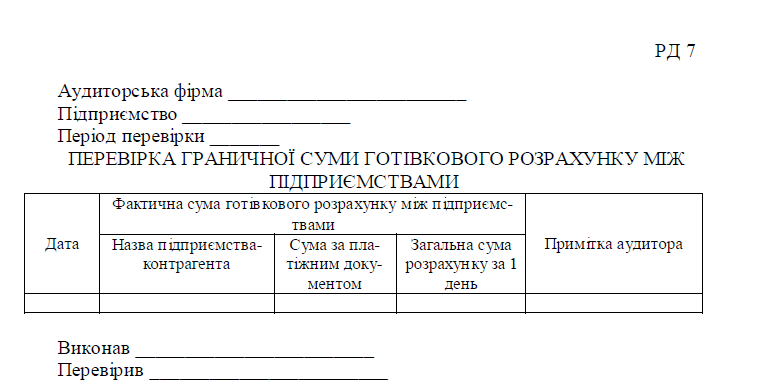 РД 7
Аудиторська фірма ________________________
Підприємство _________________
Період перевірки _______
ПЕРЕВІРКА ГРАНИЧНОЇ СУМИ ГОТІВКОВОГО РОЗРАХУНКУ МІЖ
ПІДПРИЄМСТВАМИ
Дата
Фактична сума готівкового розрахунку між підприємс-
твами
Назва підприємства-
контрагента
Сума за пла-
тіжним доку-
ментом
Загальна сума
розрахунку за 1
день
Примітка аудитора
Виконав ________________________
Перевірив ________________________